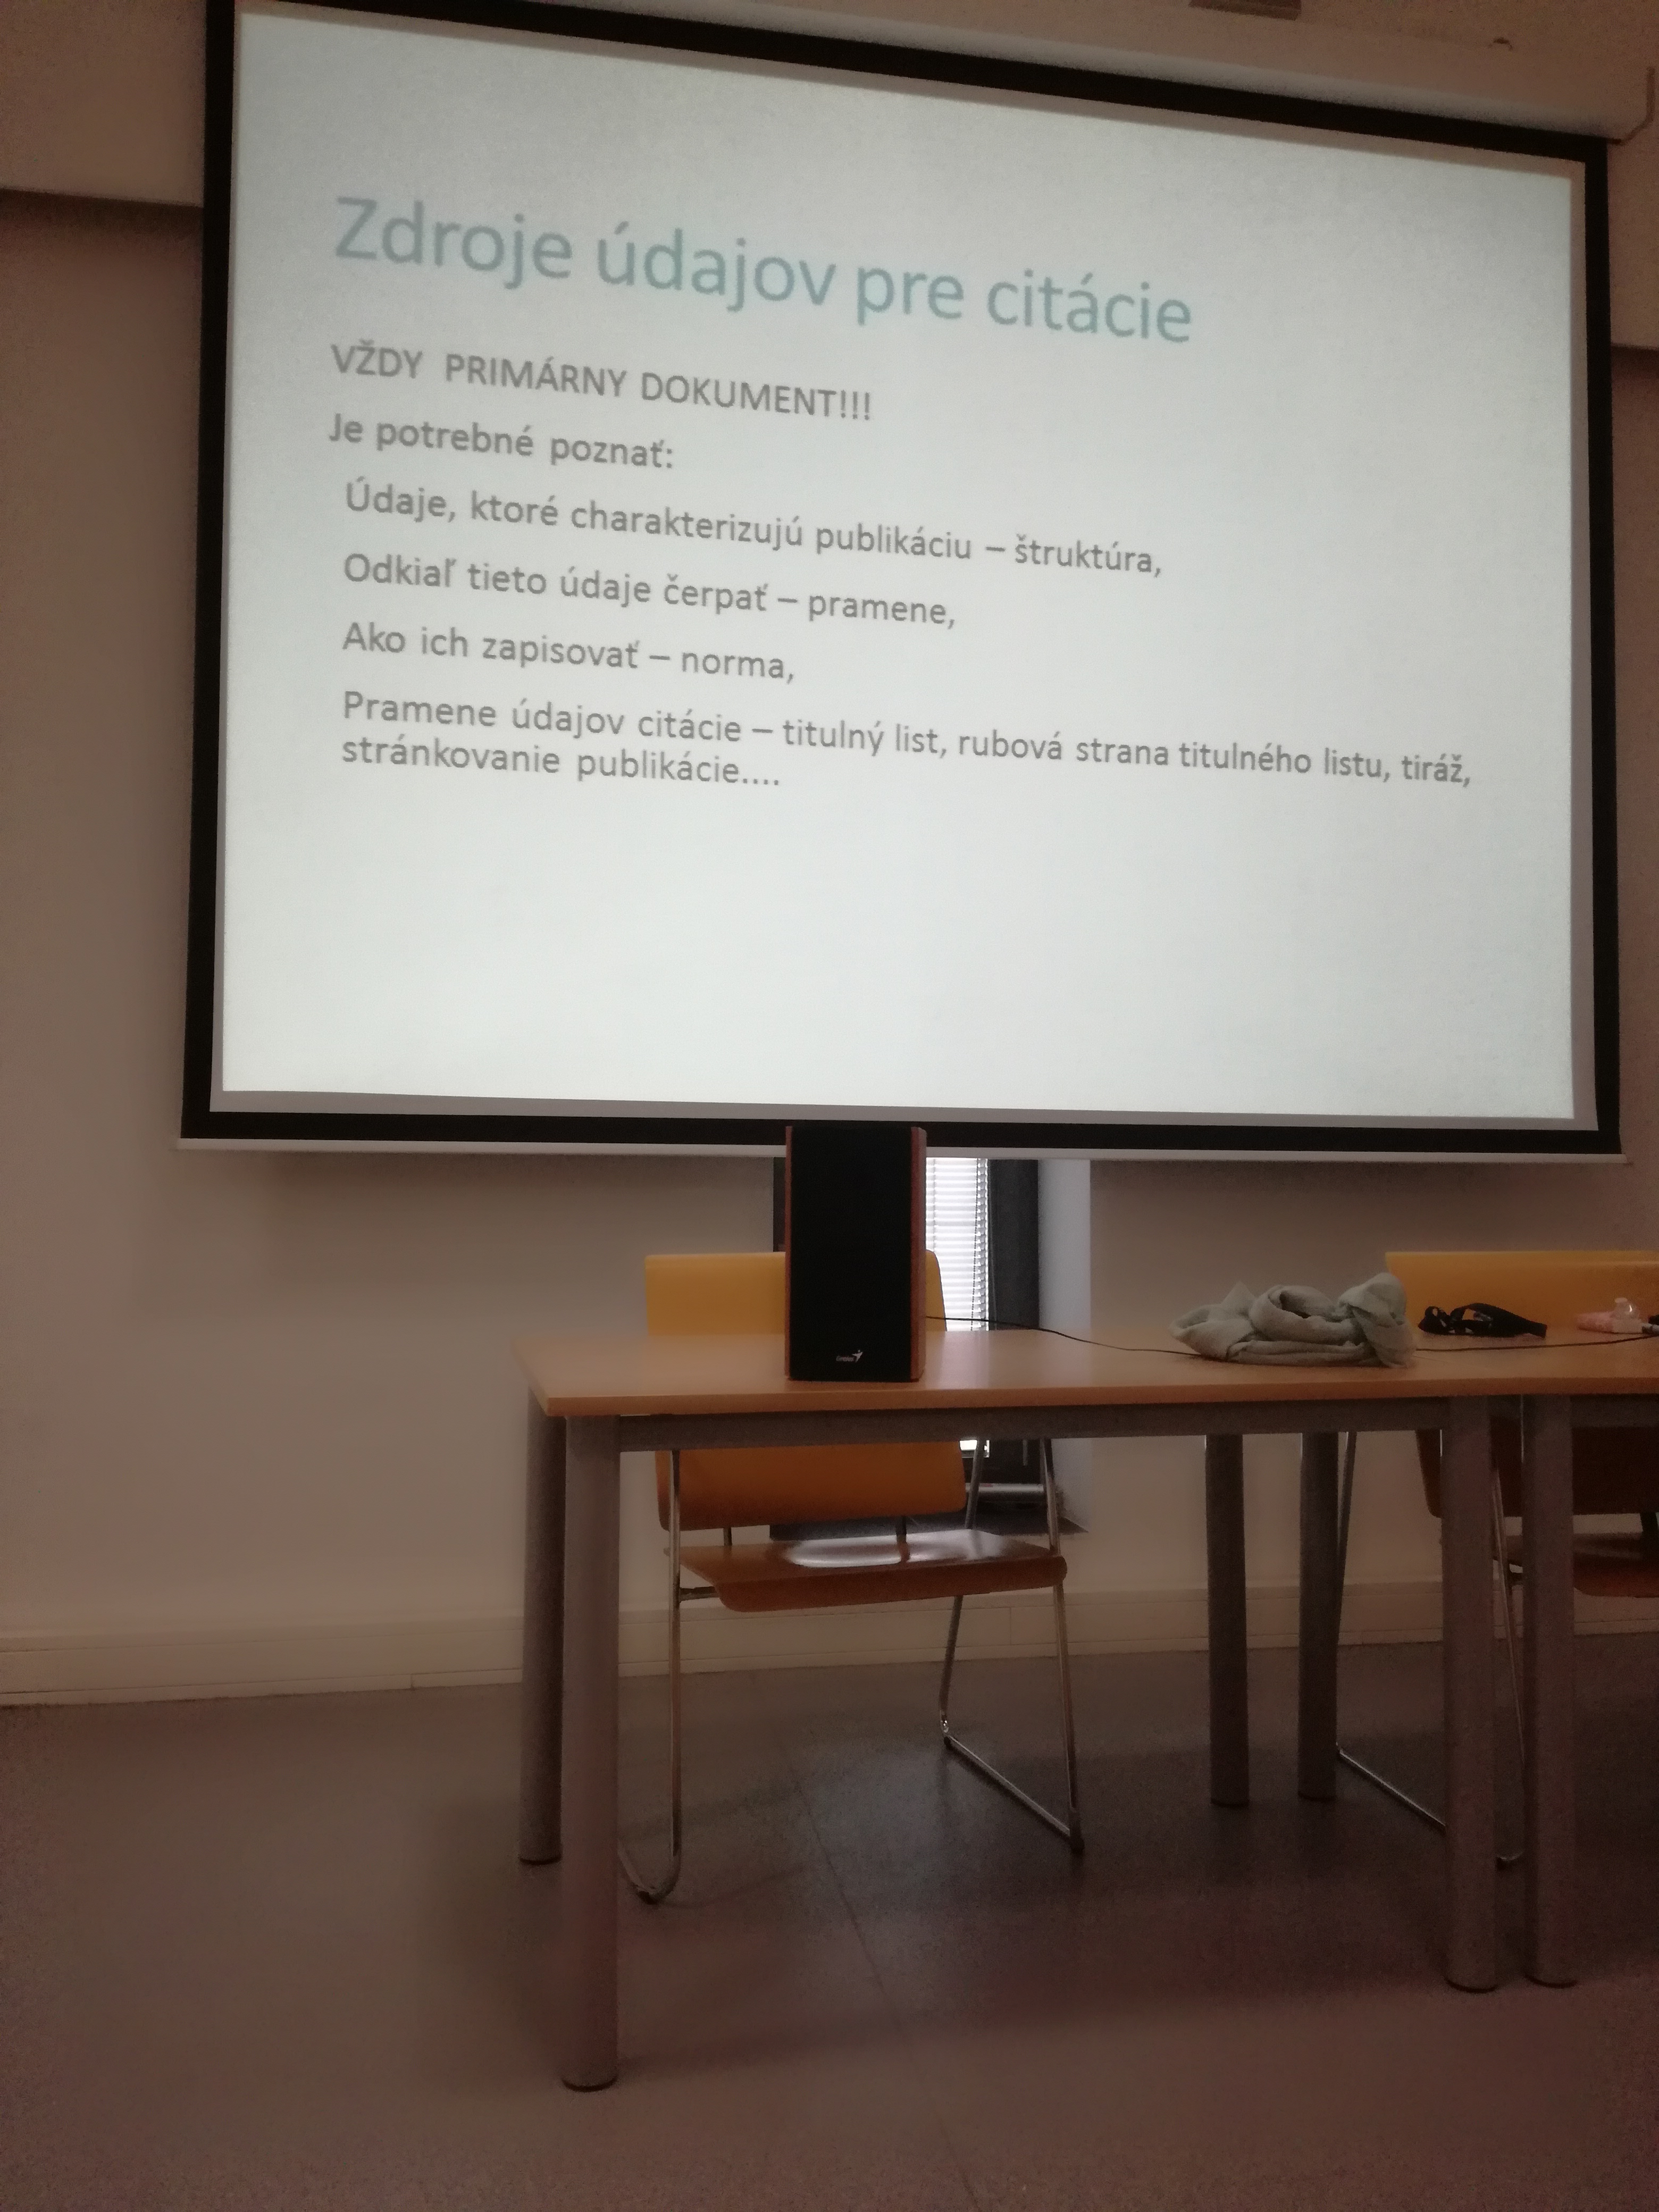 Zdroje údajov pre citácie
VŽDY PRIMÁRNY DOKUMENT!!!
Je potrebné poznať:
Údaje, ktoré charakterizujú publikáciu – štruktúra,
Odkiaľ tieto údaje čerpať – pramene,
Ako ich zapisovať – norma,
Pramene údajov citácie – titulný list, rubová strana titulného listu, tiráž,
stránkovanie publikácie....